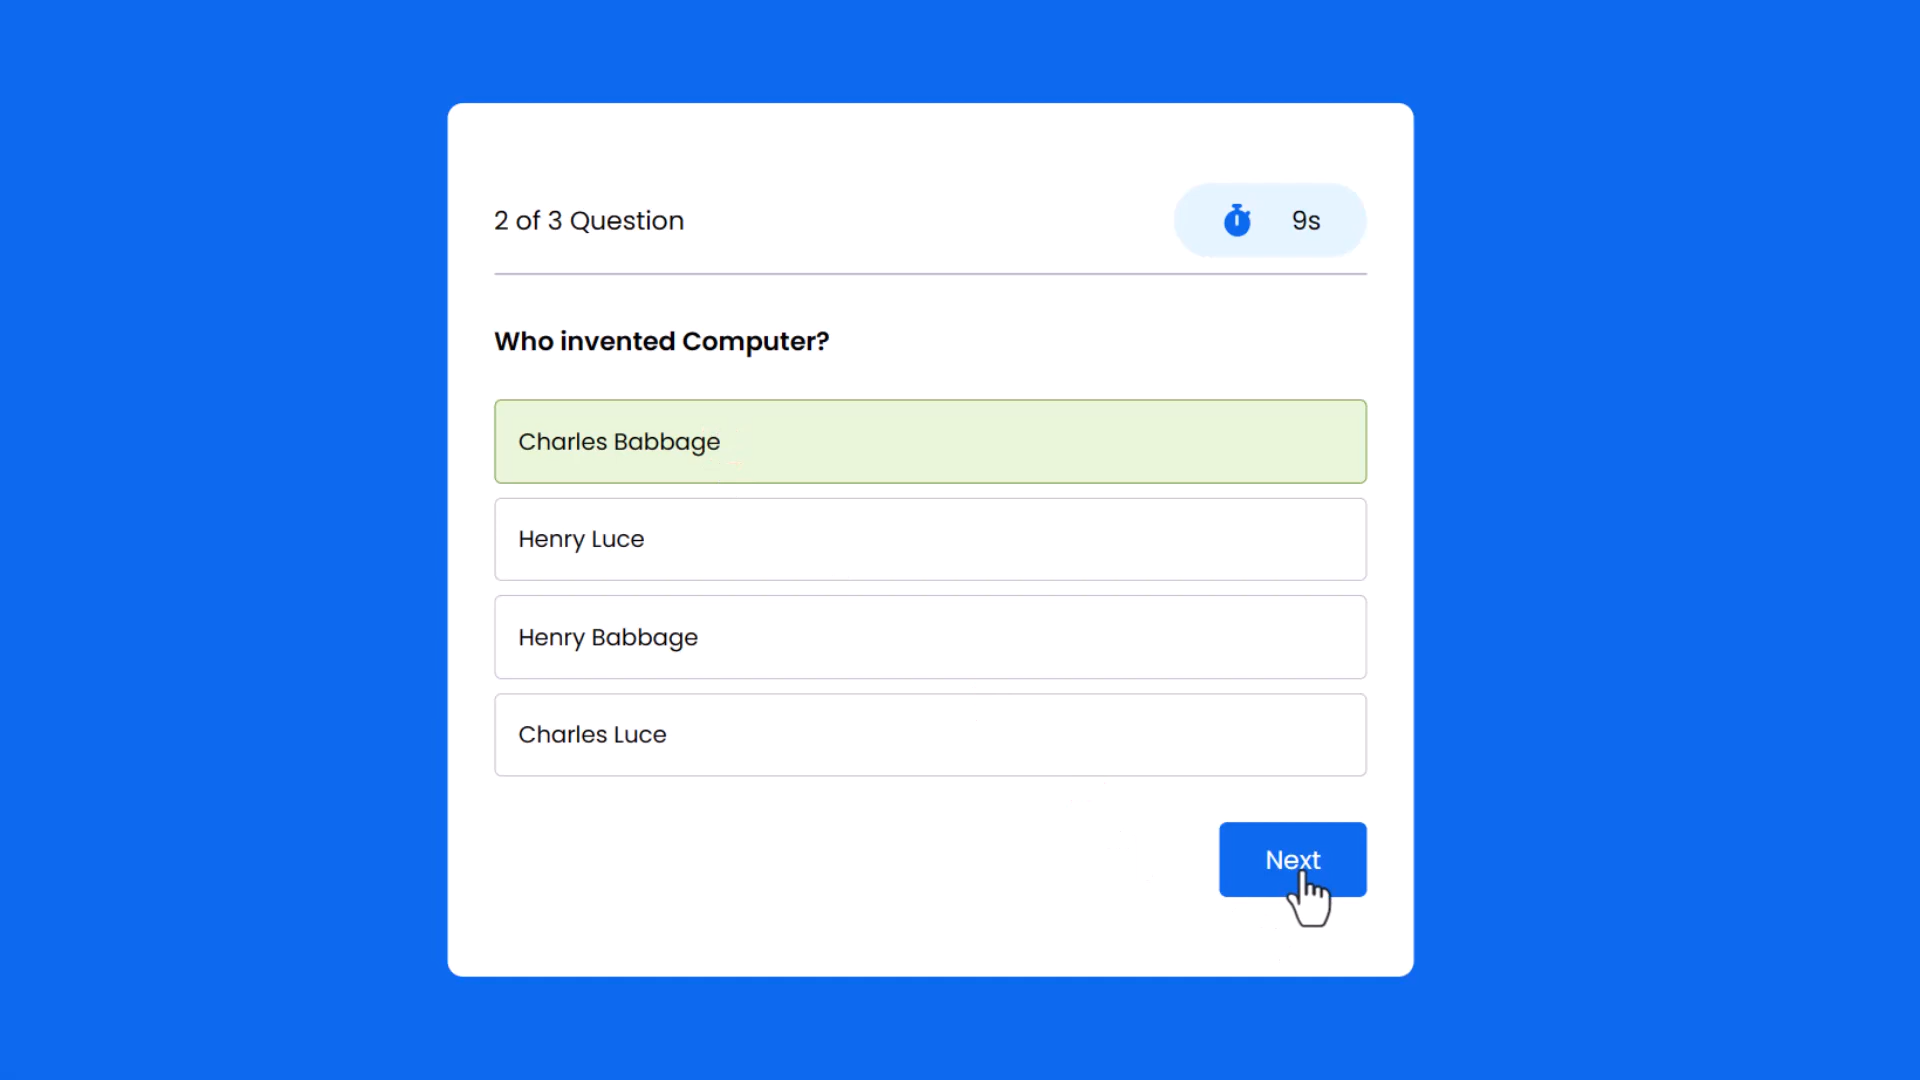 2 of 3 Question
9s
Who invented Computer?
Charles Babbage
Henry Luce
Henry Babbage
Charles Luce
Next